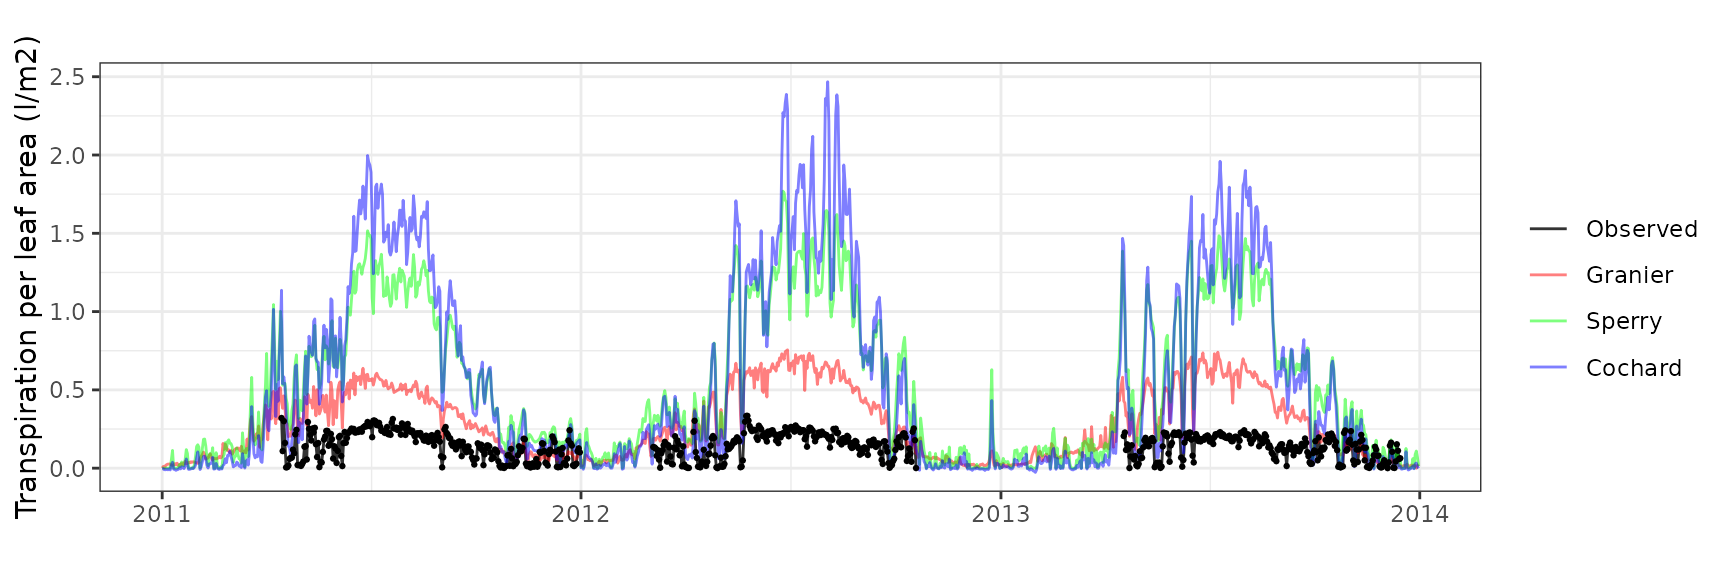 Transpiration per leaf area (l/m2)
2.5
2.0
1.5
1.0
0.5
0.0
2011
2012
2013
2014
Observed
Granier
Sperry
Cochard